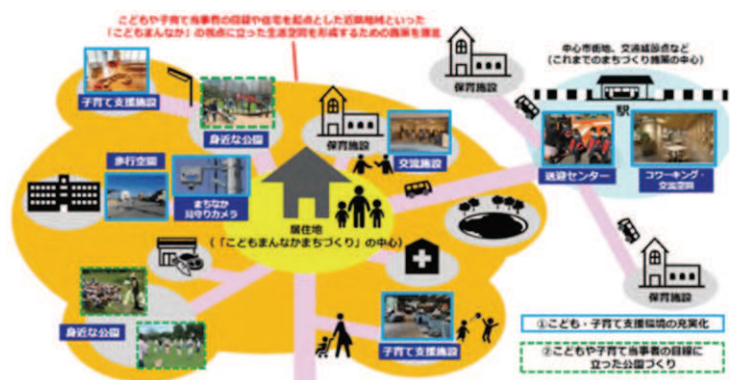 こどもや子育て当事者の目線や住宅を起点とした近隣地域といった
「こどもまんなか」の視点に立った生活空間を形成するための施策を推進
中心市街地、交通結節点など
(これまでのまちづくり施策の中心)
保育施設
駅
子育て支援施設
身近な公園
保育施設
交流施設
送迎センター
コワーキング・
交流空間
歩行空間
まちなか
見守りカメラ
居住地
(「こどもまんなかまちづくり」の中心)
身近な公園
子育て支援施設
保育施設
①こども・子育て支援環境の充実化
②こどもや子育て当事者の目線に
立った公園づくり